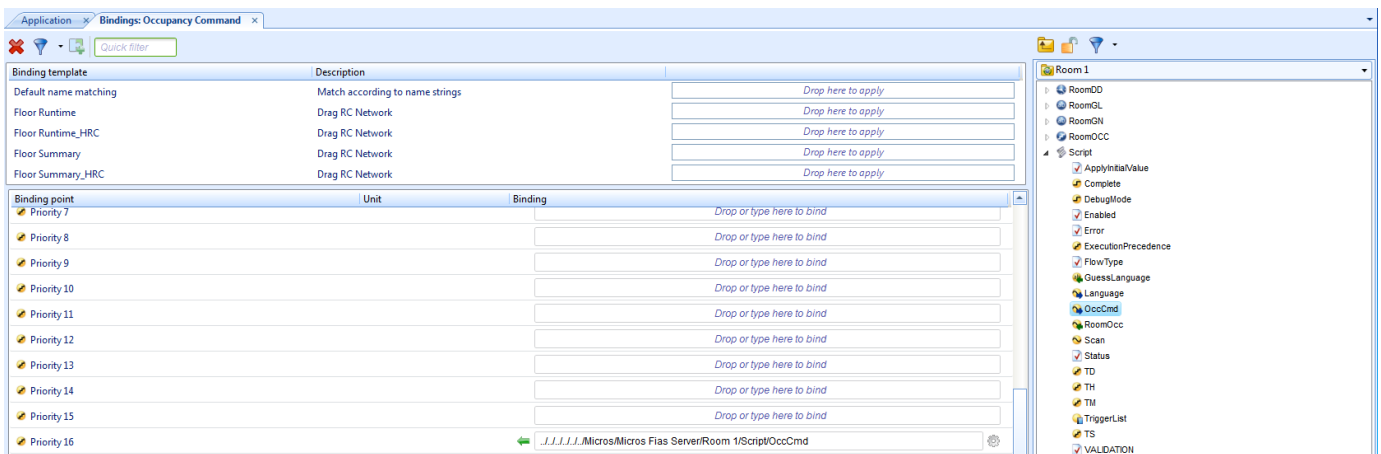 Application × Bindings: Occupancy Command ×
Quick filter
Binding template Description
Default name matching Match according to name strings Drop here to apply
Floor Runtime Drag RC Network Drop here to apply
Floor Runtime_HRC Drag RC Network Drop here to apply
Floor Summary Drag RC Network Drop here to apply
Floor Summary_HRC Drag RC Network Drop here to apply
Binding point Unit Binding
Priority 7 Drop or type here to bind
Priority 8 Drop or type here to bind
Priority 9 Drop or type here to bind
Priority 10 Drop or type here to bind
Priority 11 Drop or type here to bind
Priority 12 Drop or type here to bind
Priority 13 Drop or type here to bind
Priority 14 Drop or type here to bind
Priority 15 Drop or type here to bind
Priority 16 ../../../../../../Micros/Micros Fias Server/Room 1/Script/OccCmd
Room 1
RoomDD
RoomGL
RoomGN
RoomOCC
Script
ApplyInitialValue
Complete
DebugMode
Enabled
Error
ExecutionPrecedence
FlowType
GuessLanguage
Language
OccCmd
RoomOcc
Scan
Status
TD
TH
TM
TriggerList
TS
VALIDATION